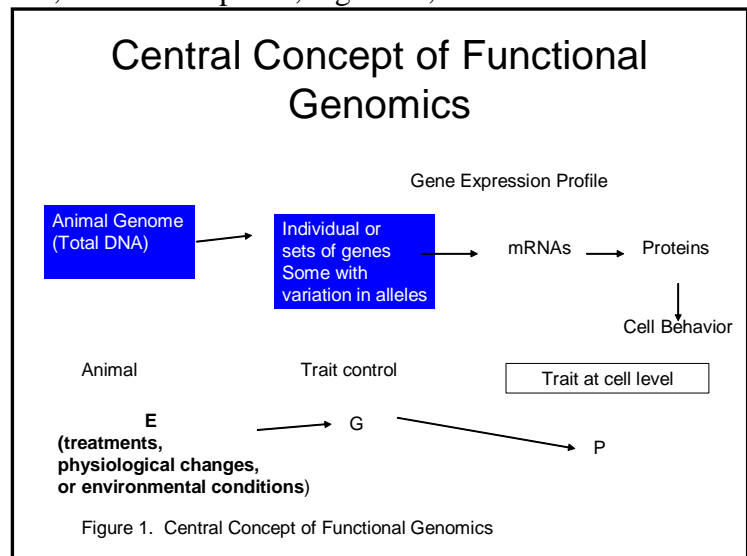 Central Concept of Functional
Genomics
Gene Expression Profile
Animal Genome
(Total DNA)
Individual or
sets of genes
Some with
variation in alleles
mRNAs
Proteins
Cell Behavior
Animal
Trait control
Trait at cell level
E
(treatments,
physiological changes,
or environmental conditions)
G
P
Figure 1. Central Concept of Functional Genomics